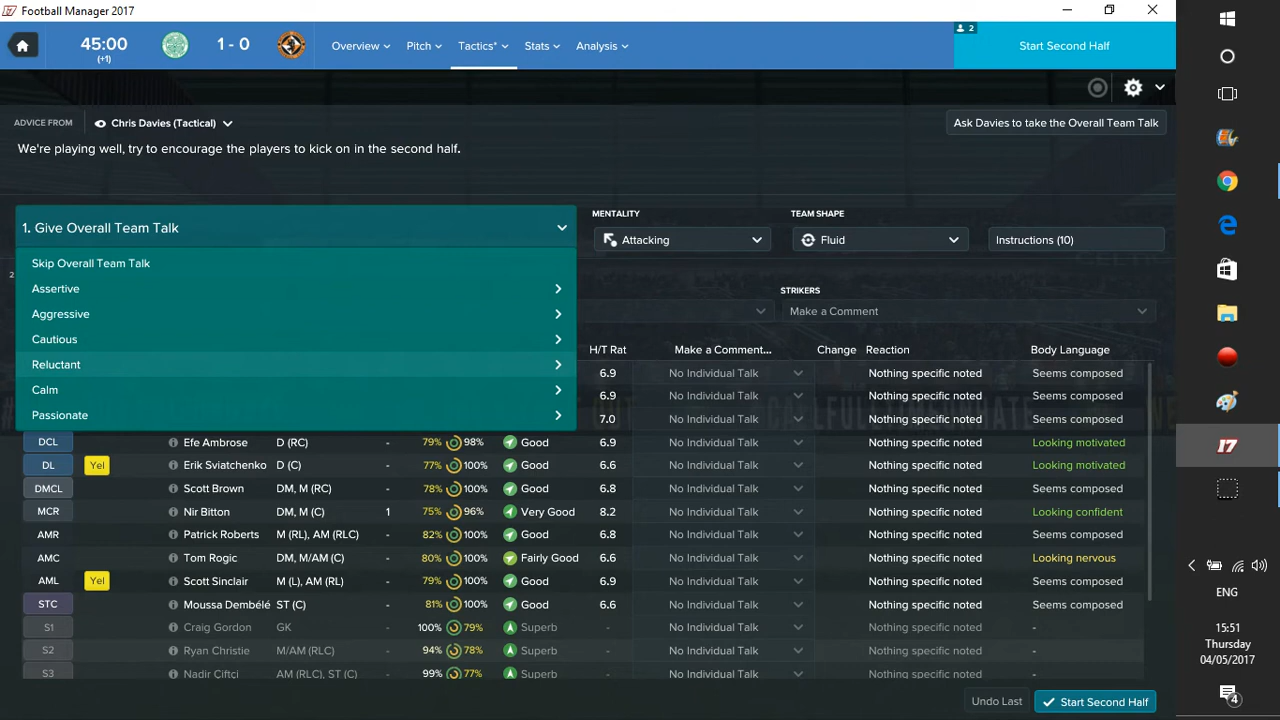 Football Manager 2017
45:00
(+1)
1 - 0
Overview
Pitch
Tactics*
Stats
Analysis
2
Start Second Half
ADVICE FROM
Chris Davies (Tactical)
Ask Davies to take the Overall Team Talk
We're playing well, try to encourage the players to kick on in the second half.
1. Give Overall Team Talk
MENTALITY
Attacking
TEAM SHAPE
Fluid
Instructions (10)
Skip Overall Team Talk
Assertive
Aggressive
Cautious
Reluctant
Calm
Passionate
2
STRIKERS
Make a Comment
H/T Rat Make a Comment... Change Reaction Body Language
6.9 No Individual Talk Nothing specific noted Seems composed
6.9 No Individual Talk Nothing specific noted Seems composed
7.0 No Individual Talk Nothing specific noted Seems composed
DCL Efe Ambrose D (RC) - 79% 98% Good 6.9 No Individual Talk Nothing specific noted Looking motivated
DL Yel Erik Sviatchenko D (C) - 77% 100% Good 6.6 No Individual Talk Nothing specific noted Looking motivated
DMCL Scott Brown DM, M (RC) - 78% 100% Good 6.8 No Individual Talk Nothing specific noted Seems composed
MCR Nir Bitton DM, M (C) 1 75% 96% Very Good 8.2 No Individual Talk Nothing specific noted Looking confident
AMR Patrick Roberts M (RL), AM (RLC) - 82% 100% Good 6.8 No Individual Talk Nothing specific noted Seems composed
AMC Tom Rogic DM, M/AM (C) - 80% 100% Fairly Good 6.6 No Individual Talk Nothing specific noted Looking nervous
AML Yel Scott Sinclair M (L), AM (RL) - 79% 100% Good 6.9 No Individual Talk Nothing specific noted Seems composed
STC Moussa Dembélé ST (C) - 81% 100% Good 6.6 No Individual Talk Nothing specific noted Seems composed
S1 Craig Gordon GK 100% 79% Superb - No Individual Talk Nothing specific noted -
S2 Ryan Christie M/AM (RLC) 94% 78% Superb - No Individual Talk Nothing specific noted -
S3 Nadir Çiftçi AM (RLC), ST (C) 99% 77% Superb - No Individual Talk Nothing specific noted -
Undo Last
Start Second Half
17
ENG
15:51
Thursday
04/05/2017
4